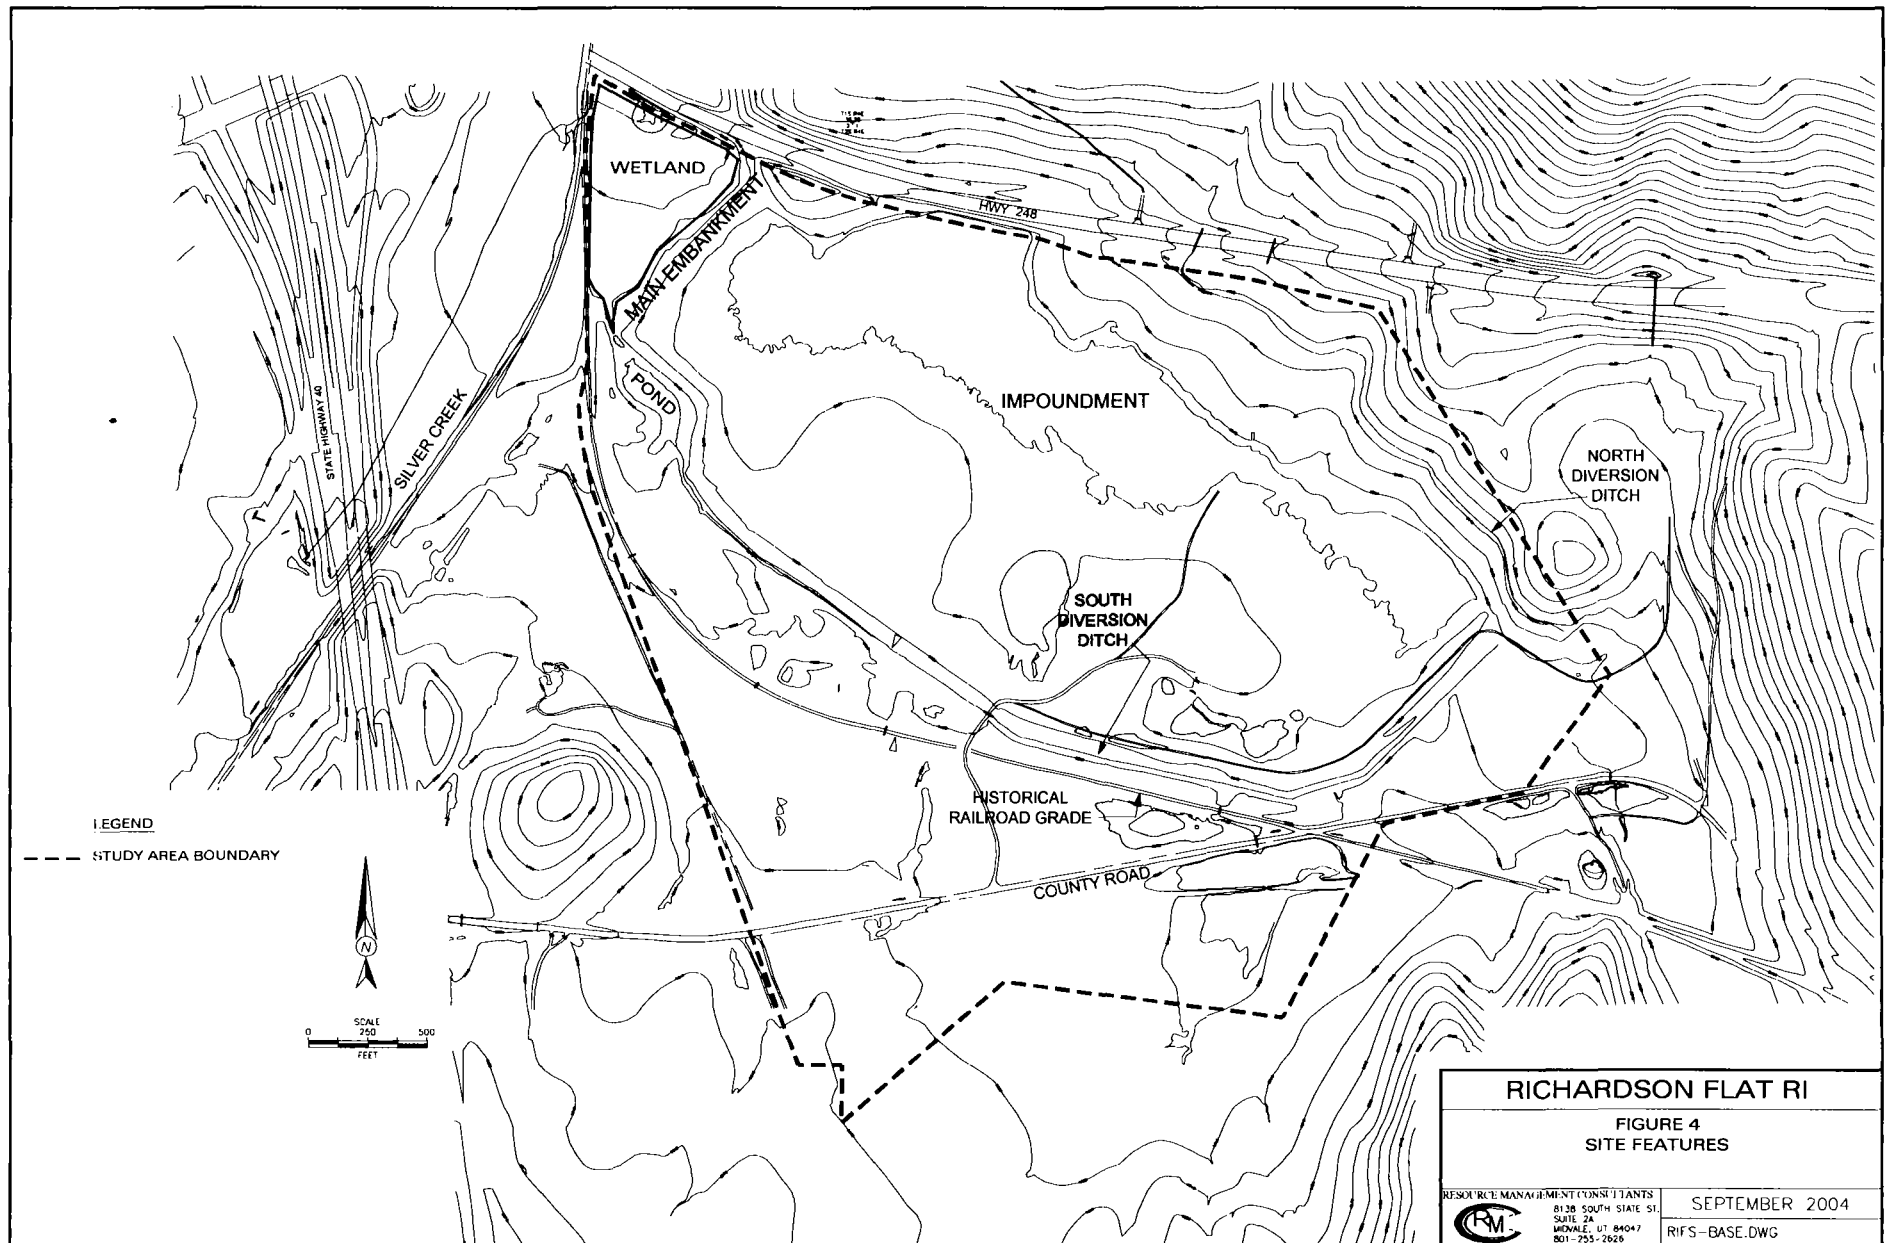 WETLAND
MAIN EMBANKMENT
HWY 248
POND
IMPOUNDMENT
STATE HIGHWAY 40
SILVER CREEK
NORTH
DIVERSION
DITCH
SOUTH
DIVERSION
DITCH
HISTORICAL
RAILROAD GRADE
COUNTY ROAD
LEGEND
STUDY AREA BOUNDARY
N
SCALE
0 250 500
FEET
RICHARDSON FLAT RI
FIGURE 4
SITE FEATURES
RESOURCE MANAGEMENT CONSULTANTS
RMC
8138 SOUTH STATE ST.
SUITE 2A
MIDVALE, UT 84047
801-255-2626
SEPTEMBER 2004
RIFS-BASE.DWG